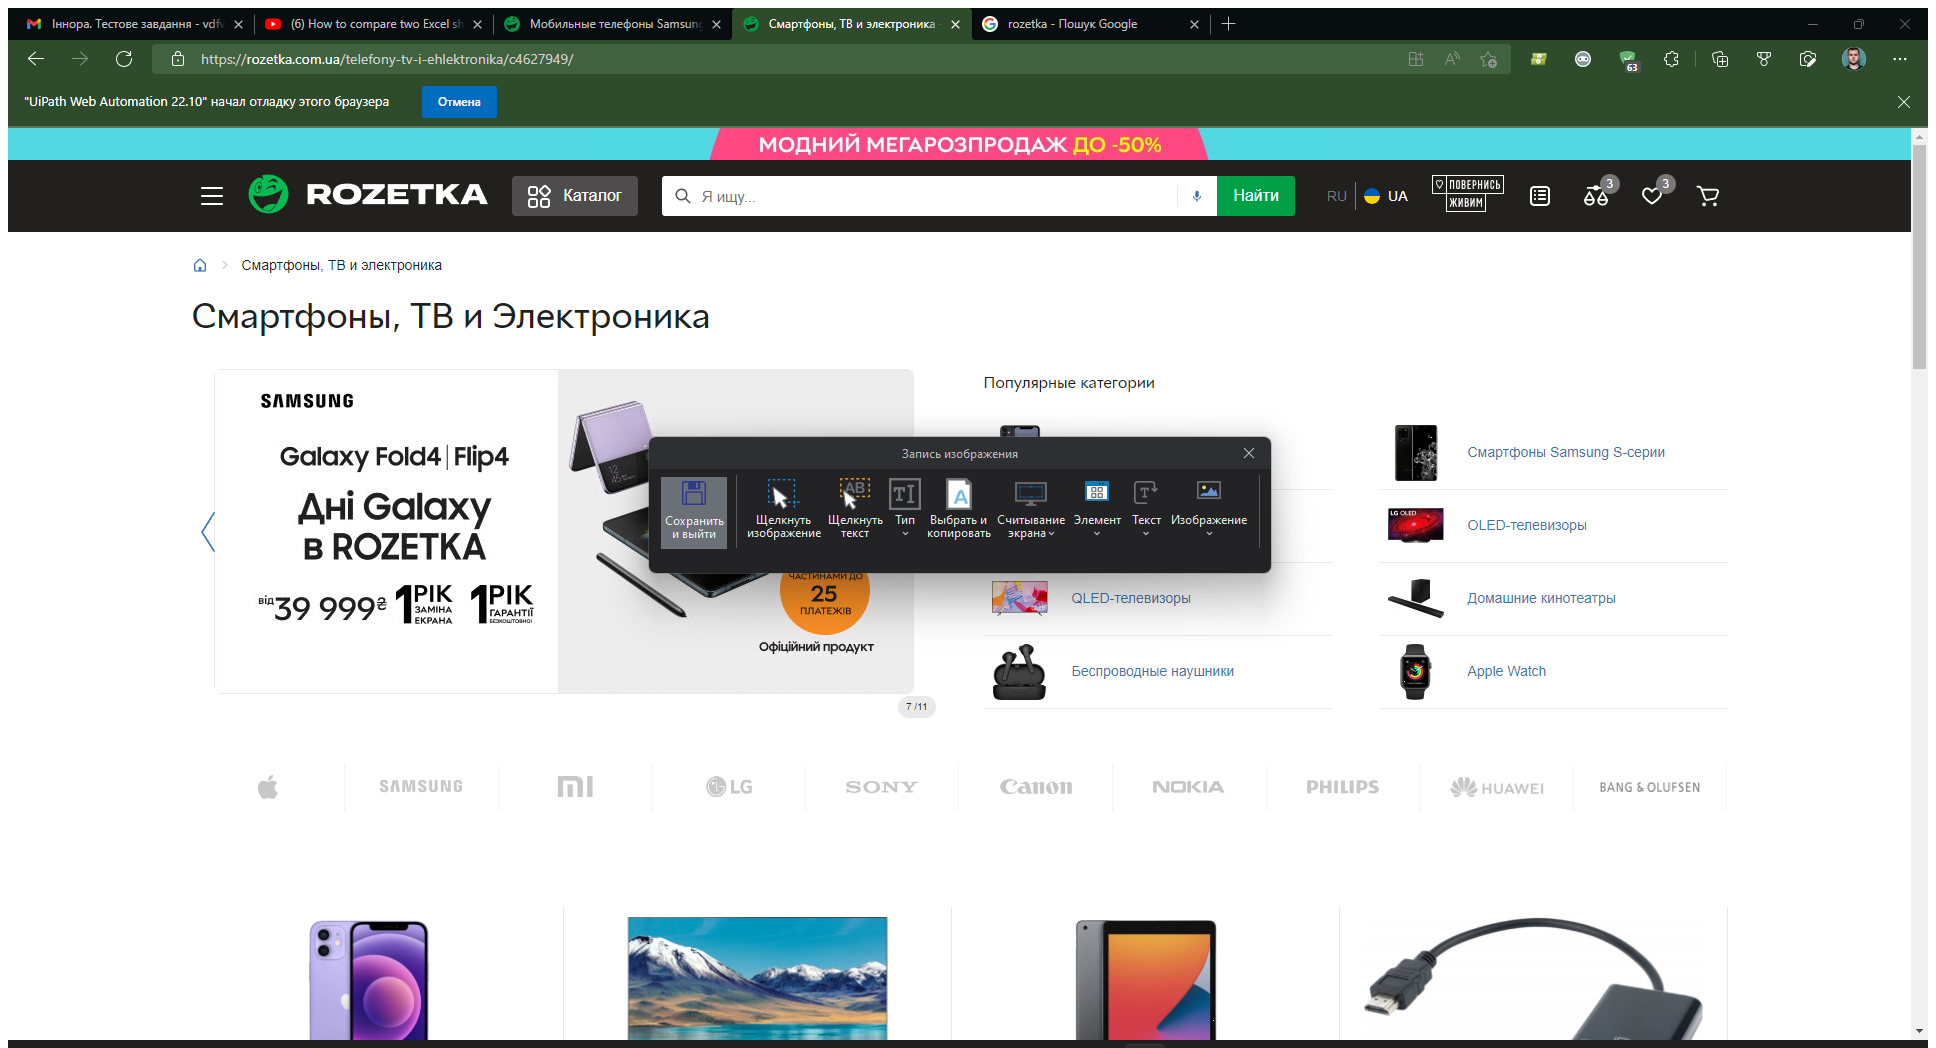 Іннора. Тестове завдання - vdfv
(6) How to compare two Excel sh
Мобильные телефоны Samsung
Смартфоны, ТВ и электроника -
rozetka - Пошук Google
https://rozetka.com.ua/telefony-tv-i-ehlektronika/c4627949/
63
"UiPath Web Automation 22.10" начал отладку этого браузера
Отмена
МОДНИЙ МЕГАРОЗПРОДАЖ ДО -50%
ROZETKA
Каталог
Я ищу...
Найти
RU
UA
ПОВЕРНИСЬ
ЖИВИМ
3
3
Смартфоны, ТВ и электроника
Смартфоны, ТВ и Электроника
SAMSUNG
Galaxy Fold4 | Flip4
Дні Galaxy
в ROZETKA
від 39 999₴
1 РІК
ЗАМІНА
ЕКРАНА
1 РІК
ГАРАНТІЇ
БЕЗКОШТОВНО!
ЧАСТИНАМИ ДО
25
ПЛАТЕЖІВ
Офіційний продукт
7 /11
Запись изображения
Сохранить
и выйти
Щелкнуть
изображение
Щелкнуть
текст
Тип
Выбрать и
копировать
Считывание
экрана
Элемент
Текст
Изображение
Популярные категории
Смартфоны Samsung S-серии
LG OLED
OLED-телевизоры
QLED-телевизоры
Домашние кинотеатры
Беспроводные наушники
Apple Watch
SAMSUNG
MI
LG
SONY
Canon
NOKIA
PHILIPS
HUAWEI
BANG & OLUFSEN